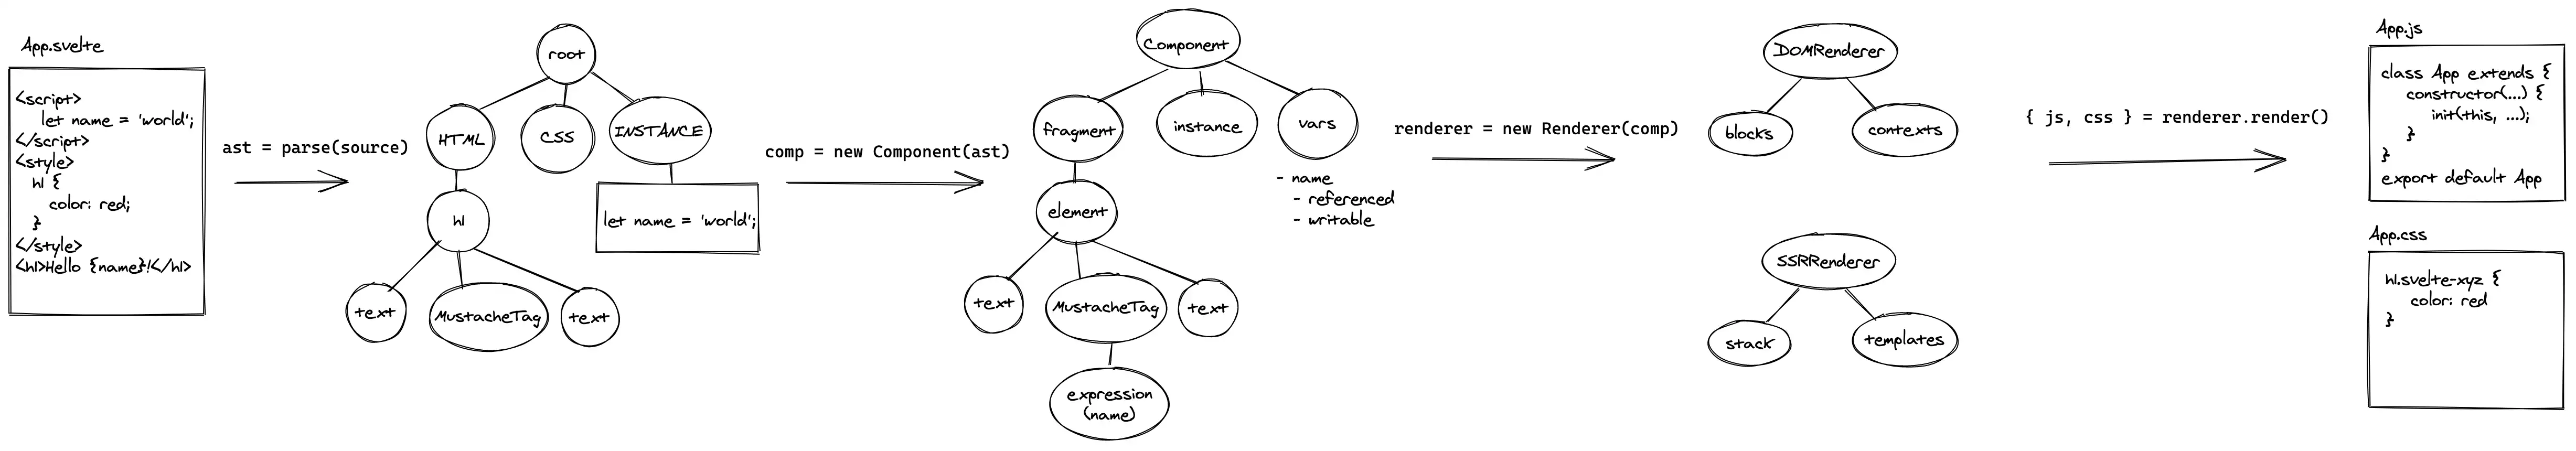 App.svelte
<script>
let name = 'world';
</script>
<style>
h1 {
color: red;
}
</style>
<h1>Hello {name}!</h1>
ast = parse(source)
root
HTML
CSS
INSTANCE
h1
let name = 'world';
text
MustacheTag
text
comp = new Component(ast)
Component
fragment
instance
vars
- name
- referenced
- writable
element
text
MustacheTag
text
expression
(name)
renderer = new Renderer(comp)
DOMRenderer
blocks
contexts
SSRRenderer
stack
templates
{ js, css } = renderer.render()
App.js
class App extends {
constructor(...) {
init(this, ...);
}
}
export default App
App.css
h1.svelte-xyz {
color: red
}